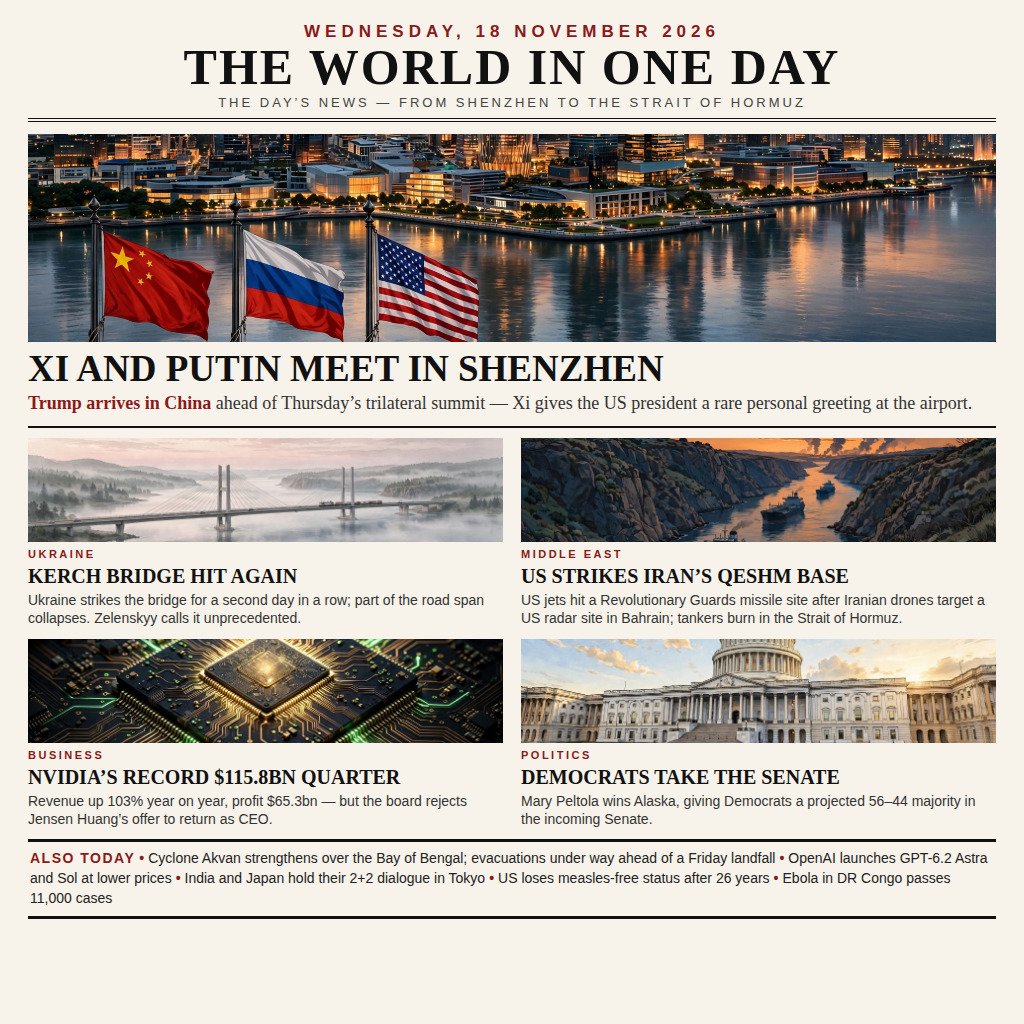 WEDNESDAY, 18 NOVEMBER 2026
THE WORLD IN ONE DAY
THE DAY’S NEWS — FROM SHENZHEN TO THE STRAIT OF HORMUZ
XI AND PUTIN MEET IN SHENZHEN
Trump arrives in China ahead of Thursday’s trilateral summit — Xi gives the US president a rare personal greeting at the airport.
UKRAINE
KERCH BRIDGE HIT AGAIN
Ukraine strikes the bridge for a second day in a row; part of the road span
collapses. Zelenskyy calls it unprecedented.
MIDDLE EAST
US STRIKES IRAN’S QESHM BASE
US jets hit a Revolutionary Guards missile site after Iranian drones target a
US radar site in Bahrain; tankers burn in the Strait of Hormuz.
BUSINESS
NVIDIA’S RECORD $115.8BN QUARTER
Revenue up 103% year on year, profit $65.3bn — but the board rejects
Jensen Huang’s offer to return as CEO.
POLITICS
DEMOCRATS TAKE THE SENATE
Mary Peltola wins Alaska, giving Democrats a projected 56–44 majority in
the incoming Senate.
ALSO TODAY • Cyclone Akvan strengthens over the Bay of Bengal; evacuations under way ahead of a Friday landfall • OpenAI launches GPT-6.2 Astra
and Sol at lower prices • India and Japan hold their 2+2 dialogue in Tokyo • US loses measles-free status after 26 years • Ebola in DR Congo passes
11,000 cases